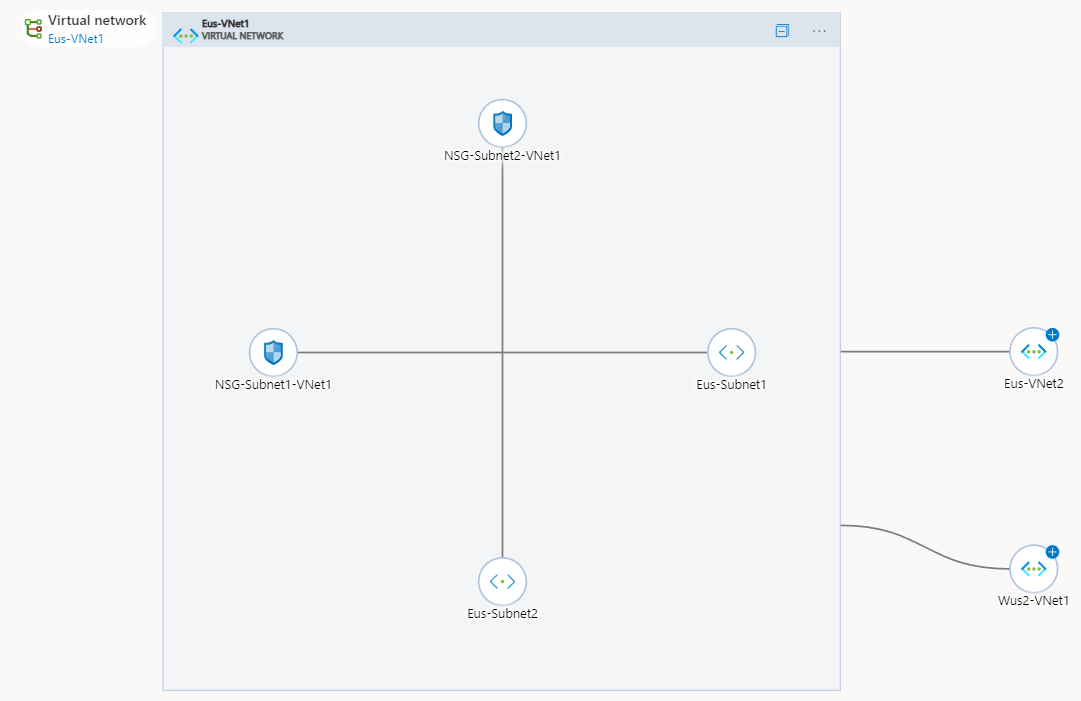 Virtual network
Eus-VNet1
Eus-VNet1
VIRTUAL NETWORK
NSG-Subnet2-VNet1
NSG-Subnet1-VNet1
Eus-Subnet1
Eus-VNet2
Eus-Subnet2
Wus2-VNet1